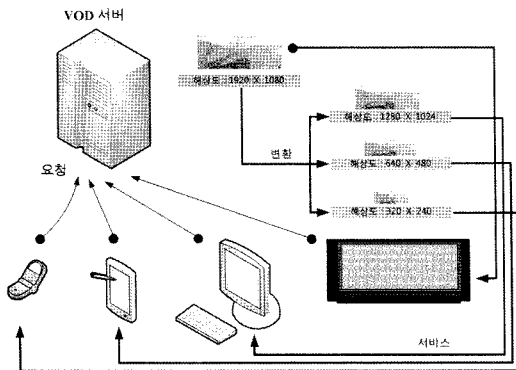 VOD 서버
해상도 : 1920 X 1080
해상도 : 1280 X 1024
변환
해상도 : 640 X 480
요청
해상도 : 320 X 240
서비스